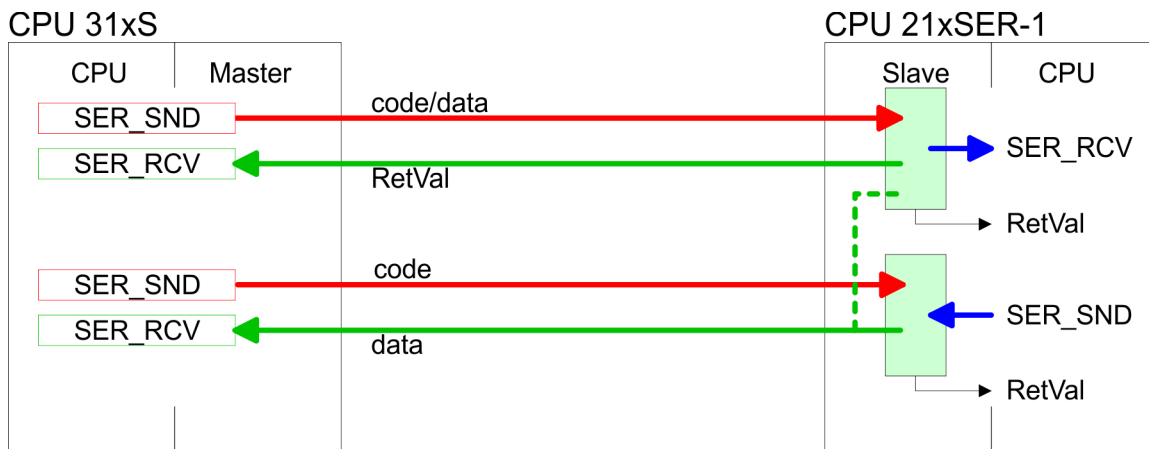 CPU 31xS
CPU 21xSER-1
CPU
Master
Slave
CPU
SER_SND
code/data
SER_RCV
SER_RCV
RetVal
RetVal
SER_SND
code
SER_RCV
data
SER_SND
RetVal